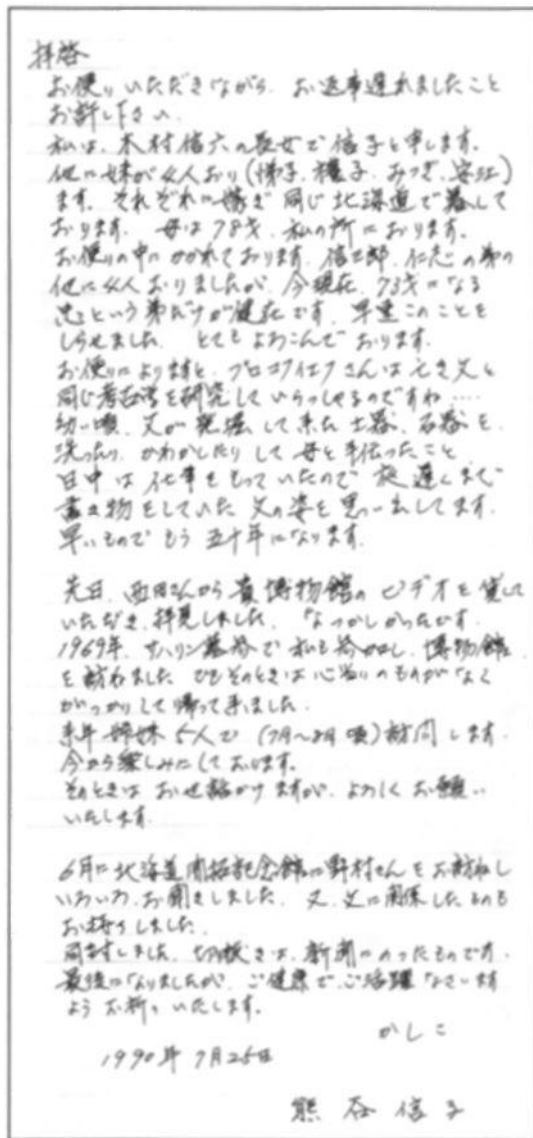 拝啓
お便りいただきながら、お返事遅れましたこと
お許し下さい。
私は、木村信六の長女で信子と申します。
他に妹が4人おり(悌子、穣子、みつぎ、安江)
ます。それぞれに嫁ぎ同じ北海道で暮して
おります。母は78才、私の所におります。
お便りの中にかかれております、信士郎、仁志の弟の
他に4人おりましたが、今現在、73才になる
忠という弟だけが健在です。早速このことを
しらせました。とてもよろこんでおります。
お便りによりますと、プロコフィエフさんは亡き父と
同じ考古学を研究していらっしゃるのですね....
幼い頃、父が発掘して来た土器、石器を、
洗ったり、かわかしたりして母と手伝ったこと
日中は仕事をもっていたので夜遅くまで
書き物をしていた父の姿を思い出してます。
早いものでもう五十年になります。
先日、西田さんから貴博物館のビデオを貸して
いただき、拝見しました。なつかしかったです。
1969年、サハリン墓参で私も参加し、博物館
を訪ねました でもそのときは心当りのものがなく
がっかりして帰って来ました。
来年姉妹5人で(7月~8月頃)訪問します。
今から楽しみにしております。
そのときはお世話かけますが、よろしくお願い
いたします。
6月に北海道開拓記念館に野村さんをお訪ねし
いろいろ、お聞きしました。又、父に関係したものも
お持ちしました。
同封しました、切抜きは、新聞にのったものです。
最後になりましたが、ご健康で、ご活躍なさいます
ようお祈りいたします。
かしこ
1990年7月25日
熊谷信子